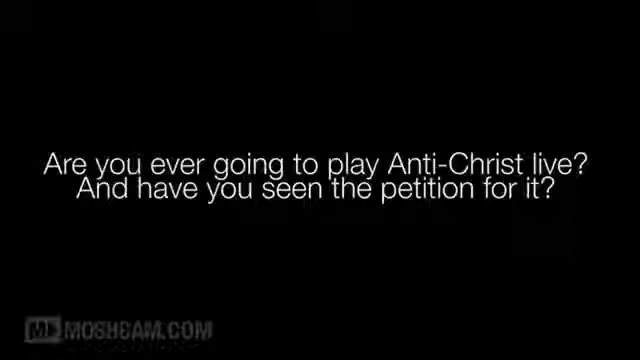 Are you ever going to play Anti-Christ live?
And have you seen the petition for it?
M MOSHCAM.COM